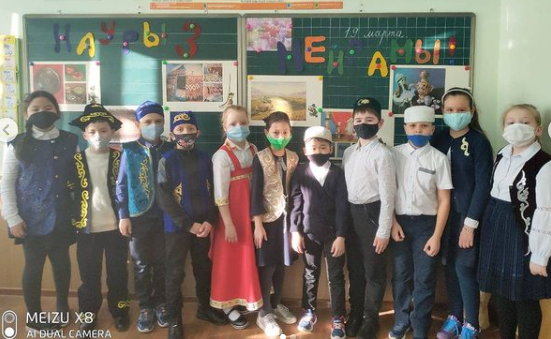 19 марта
НАУРЫЗ
МЕЙРАМЫ!
MEIZU X8
AI DUAL CAMERA